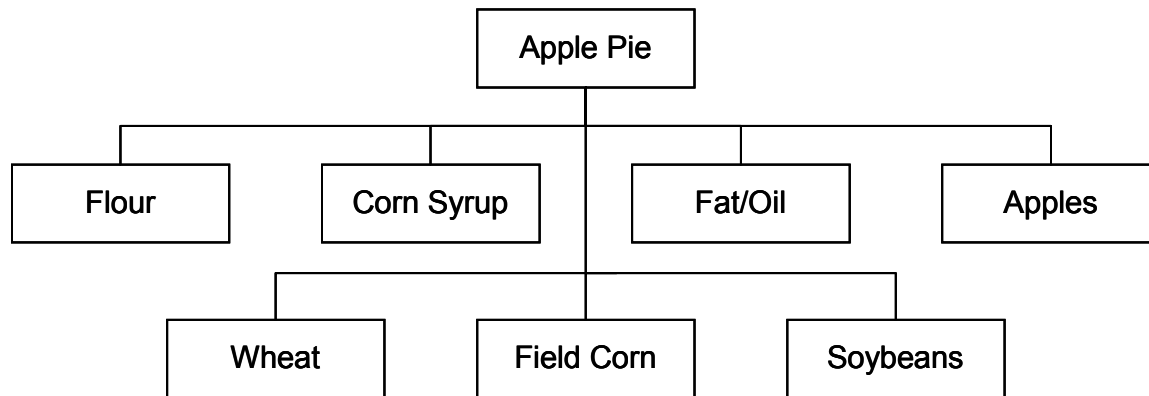 Apple Pie
Flour
Corn Syrup
Fat/Oil
Apples
Wheat
Field Corn
Soybeans